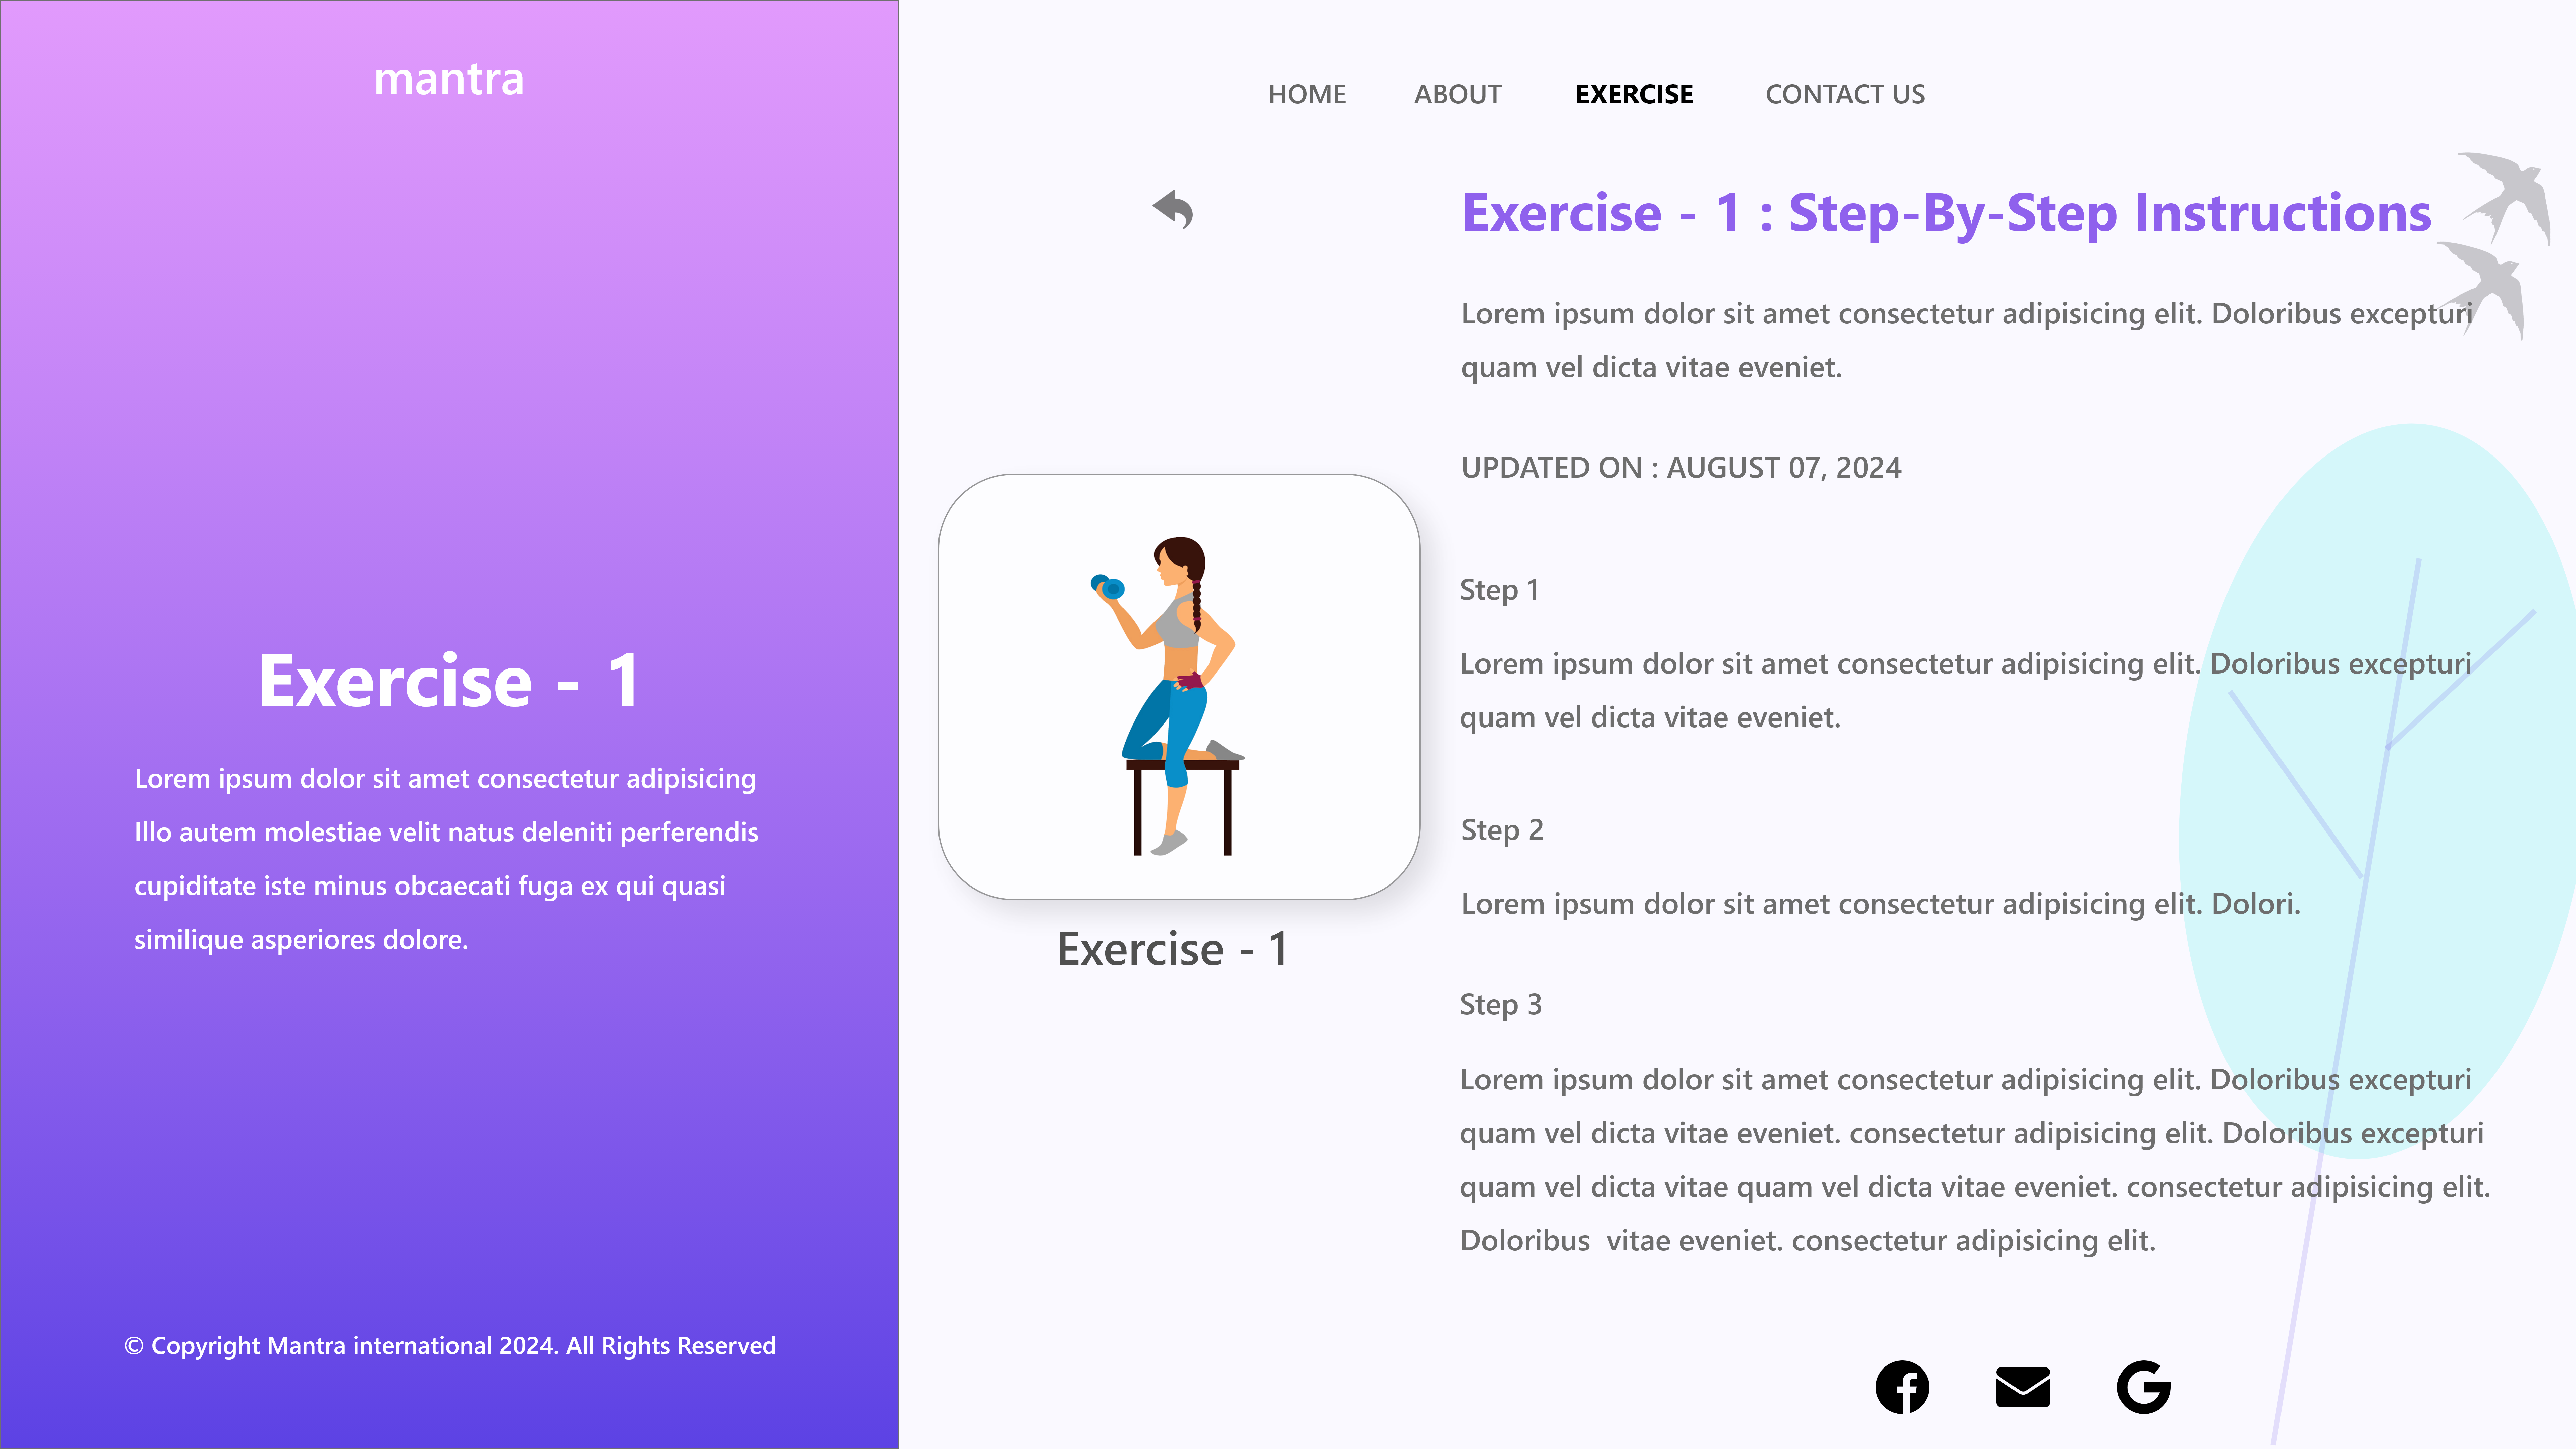 mantra
Exercise - 1
Lorem ipsum dolor sit amet consectetur adipisicing
Illo autem molestiae velit natus deleniti perferendis
cupiditate iste minus obcaecati fuga ex qui quasi
similique asperiores dolore.
© Copyright Mantra international 2024. All Rights Reserved
HOME ABOUT EXERCISE CONTACT US
Exercise - 1
Exercise - 1 : Step-By-Step Instructions
Lorem ipsum dolor sit amet consectetur adipisicing elit. Doloribus excepturi
quam vel dicta vitae eveniet.
UPDATED ON : AUGUST 07, 2024
Step 1
Lorem ipsum dolor sit amet consectetur adipisicing elit. Doloribus excepturi
quam vel dicta vitae eveniet.
Step 2
Lorem ipsum dolor sit amet consectetur adipisicing elit. Dolori.
Step 3
Lorem ipsum dolor sit amet consectetur adipisicing elit. Doloribus excepturi
quam vel dicta vitae eveniet. consectetur adipisicing elit. Doloribus excepturi
quam vel dicta vitae quam vel dicta vitae eveniet. consectetur adipisicing elit.
Doloribus  vitae eveniet. consectetur adipisicing elit.